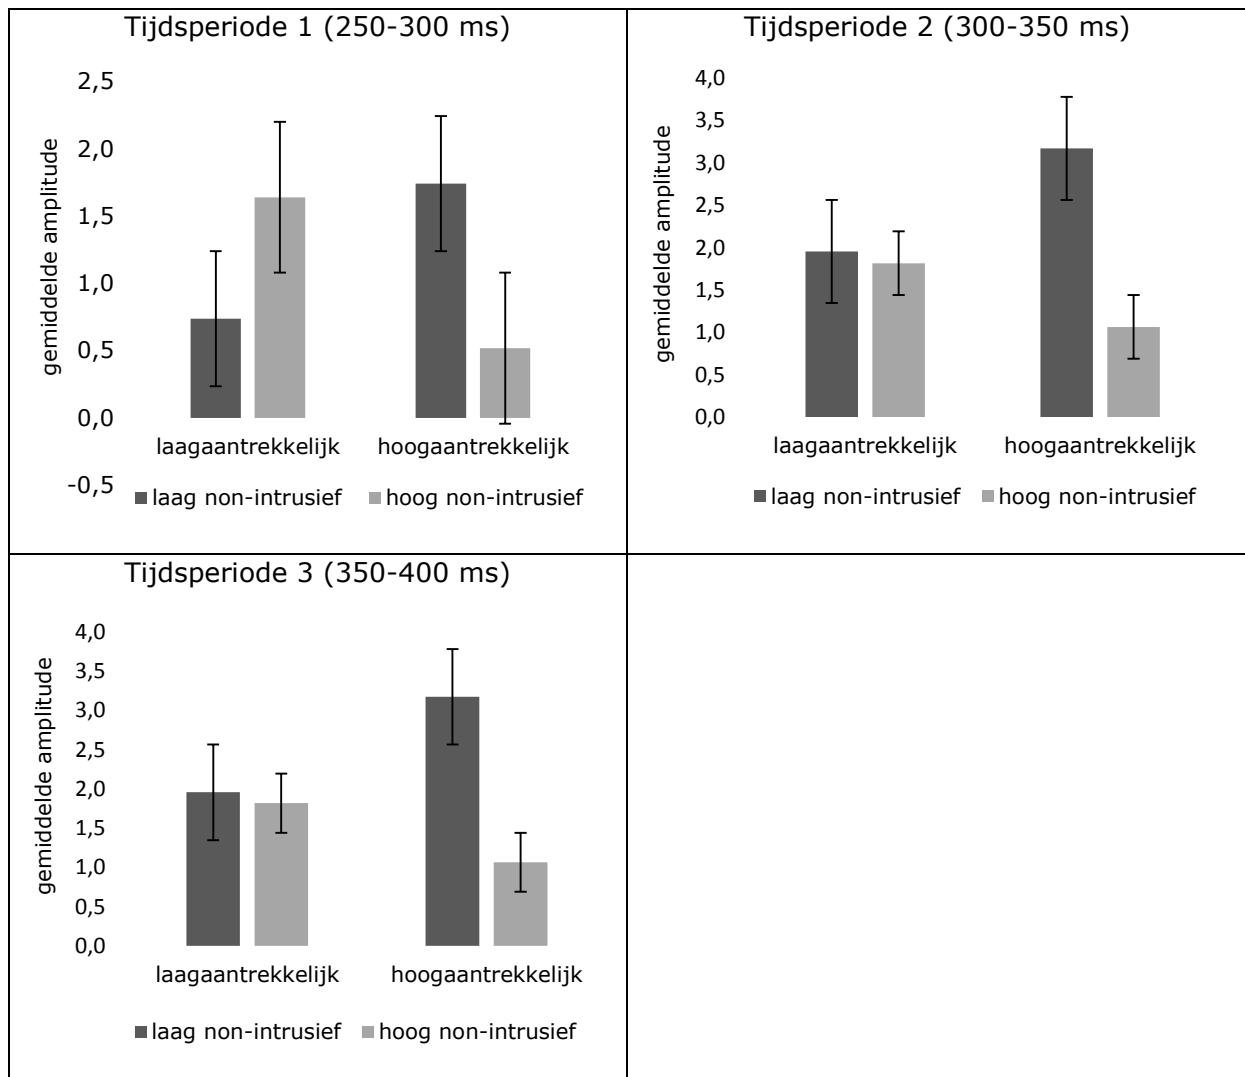 Tijdsperiode 1 (250-300 ms)
gemiddelde amplitude
2,5
2,0
1,5
1,0
0,5
0,0
-0,5
laagaantrekkelijk hoogaantrekkelijk
laag non-intrusief hoog non-intrusief
Tijdsperiode 2 (300-350 ms)
gemiddelde amplitude
4,0
3,5
3,0
2,5
2,0
1,5
1,0
0,5
0,0
laagaantrekkelijk hoogaantrekkelijk
laag non-intrusief hoog non-intrusief
Tijdsperiode 3 (350-400 ms)
gemiddelde amplitude
4,0
3,5
3,0
2,5
2,0
1,5
1,0
0,5
0,0
laagaantrekkelijk hoogaantrekkelijk
laag non-intrusief hoog non-intrusief